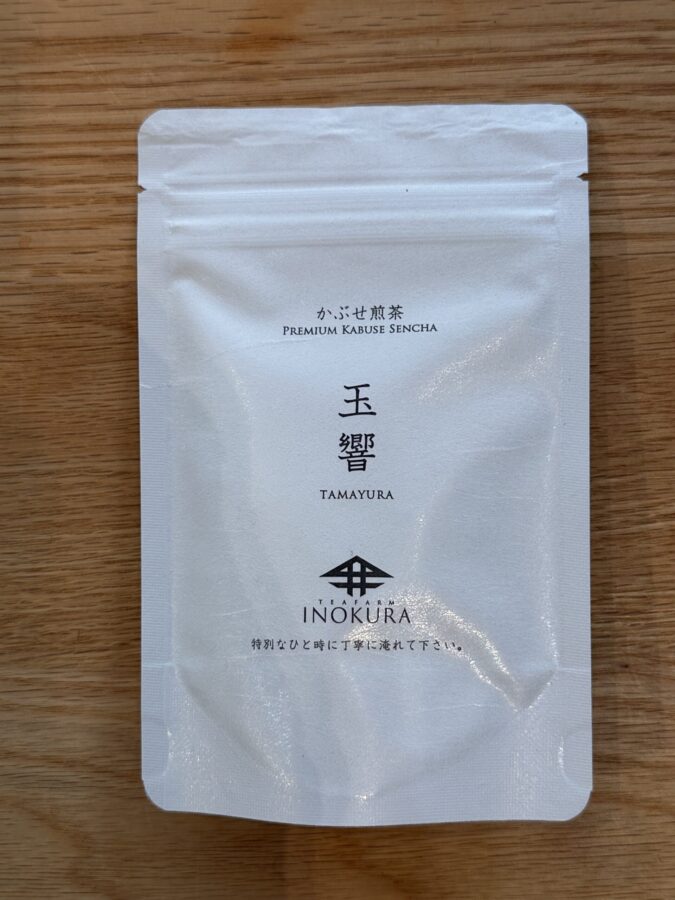 かぶせ煎茶
PREMIUM KABUSE SENCHA
玉
響
TAMAYURA
TEAFARM
INOKURA
特別なひと時に丁寧に淹れて下さい。